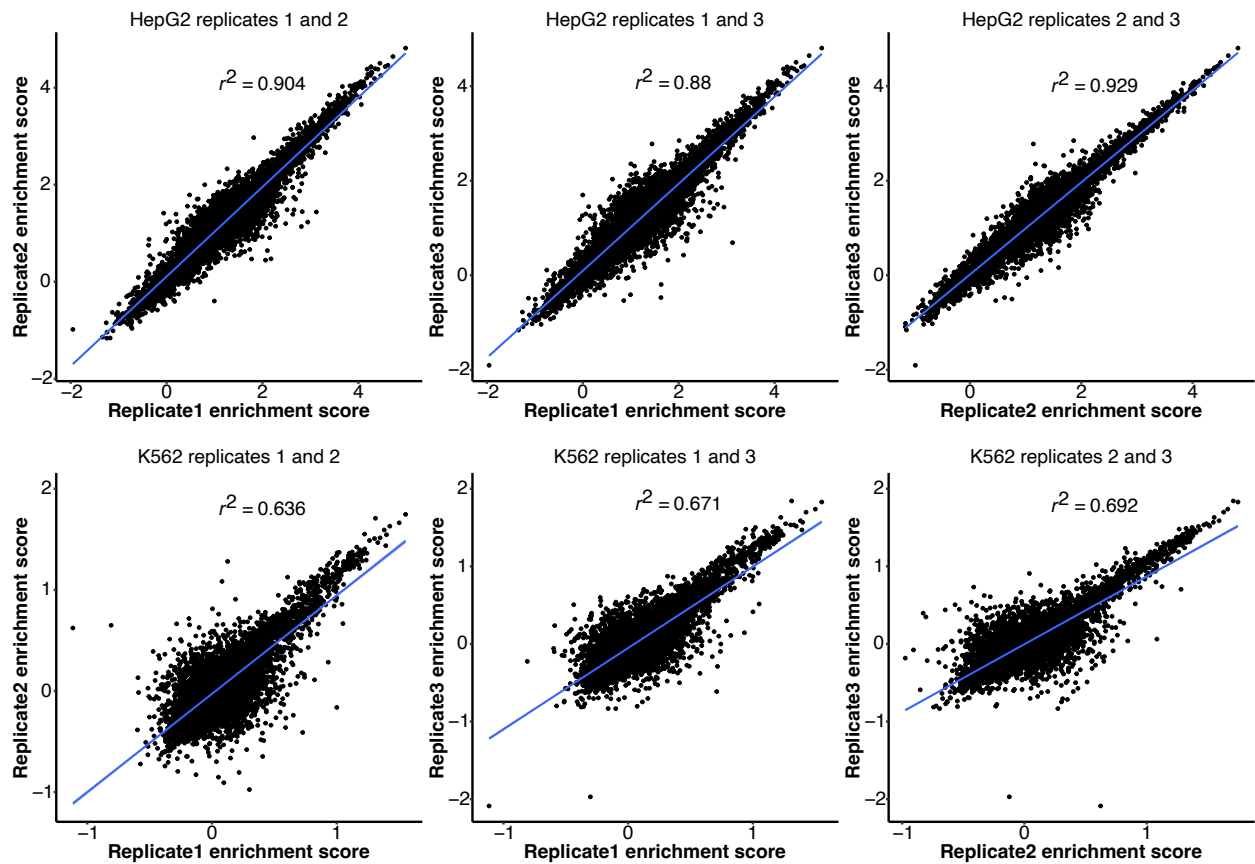 HepG2 replicates 1 and 2
r² = 0.904
Replicate2 enrichment score
4
2
0
−2
−2 0 2 4
Replicate1 enrichment score
HepG2 replicates 1 and 3
r² = 0.88
Replicate3 enrichment score
4
2
0
−2
−2 0 2 4
Replicate1 enrichment score
HepG2 replicates 2 and 3
r² = 0.929
Replicate3 enrichment score
4
2
0
−2
0 2 4
Replicate2 enrichment score
K562 replicates 1 and 2
r² = 0.636
Replicate2 enrichment score
2
1
0
−1
−1 0 1
Replicate1 enrichment score
K562 replicates 1 and 3
r² = 0.671
Replicate3 enrichment score
2
1
0
−1
−2
−1 0 1
Replicate1 enrichment score
K562 replicates 2 and 3
r² = 0.692
Replicate3 enrichment score
2
1
0
−1
−2
−1 0 1
Replicate2 enrichment score